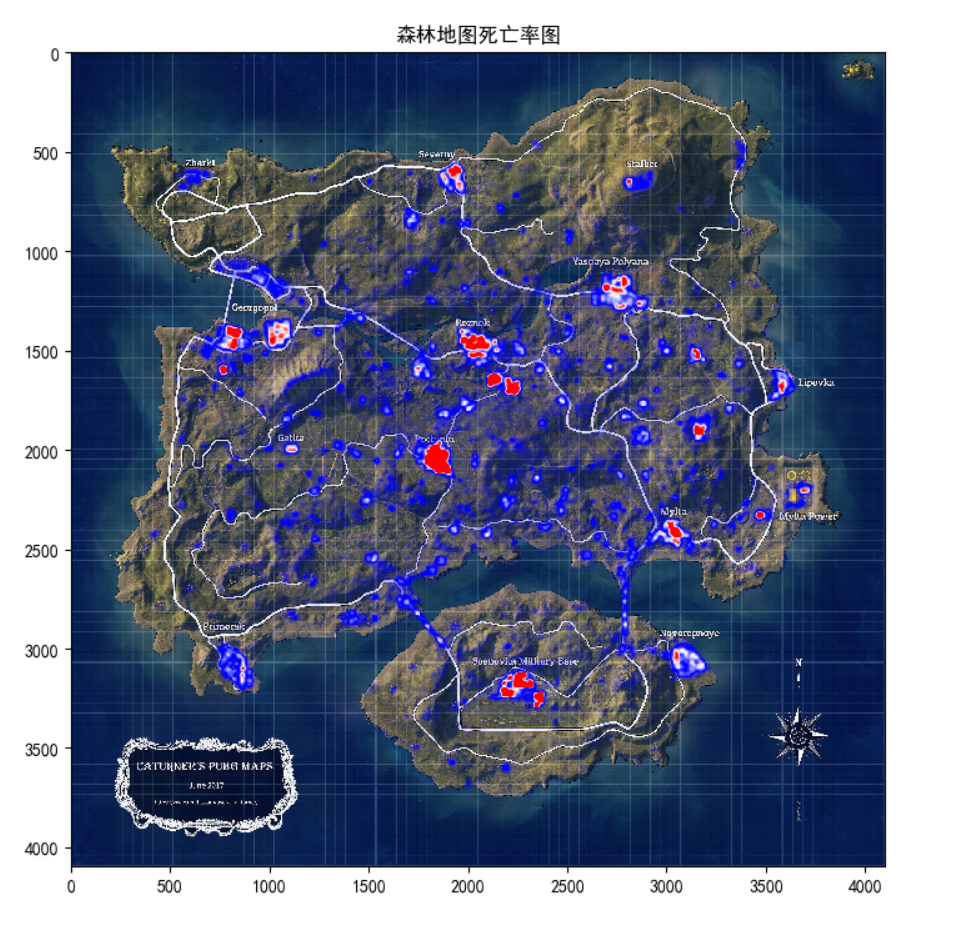 森林地图死亡率图
0
500
1000
1500
2000
2500
3000
3500
4000
Zharki
Severny
Stalber
Yasnaya Polyana
Georgopol
Rozhok
Lipovka
Gatka
Pochinki
Mylta
Mylta Power
Primorsk
Novorepnoye
Sosnovka Military Base
N
CATURNER'S PUBG MAPS
June 2017
0 500 1000 1500 2000 2500 3000 3500 4000